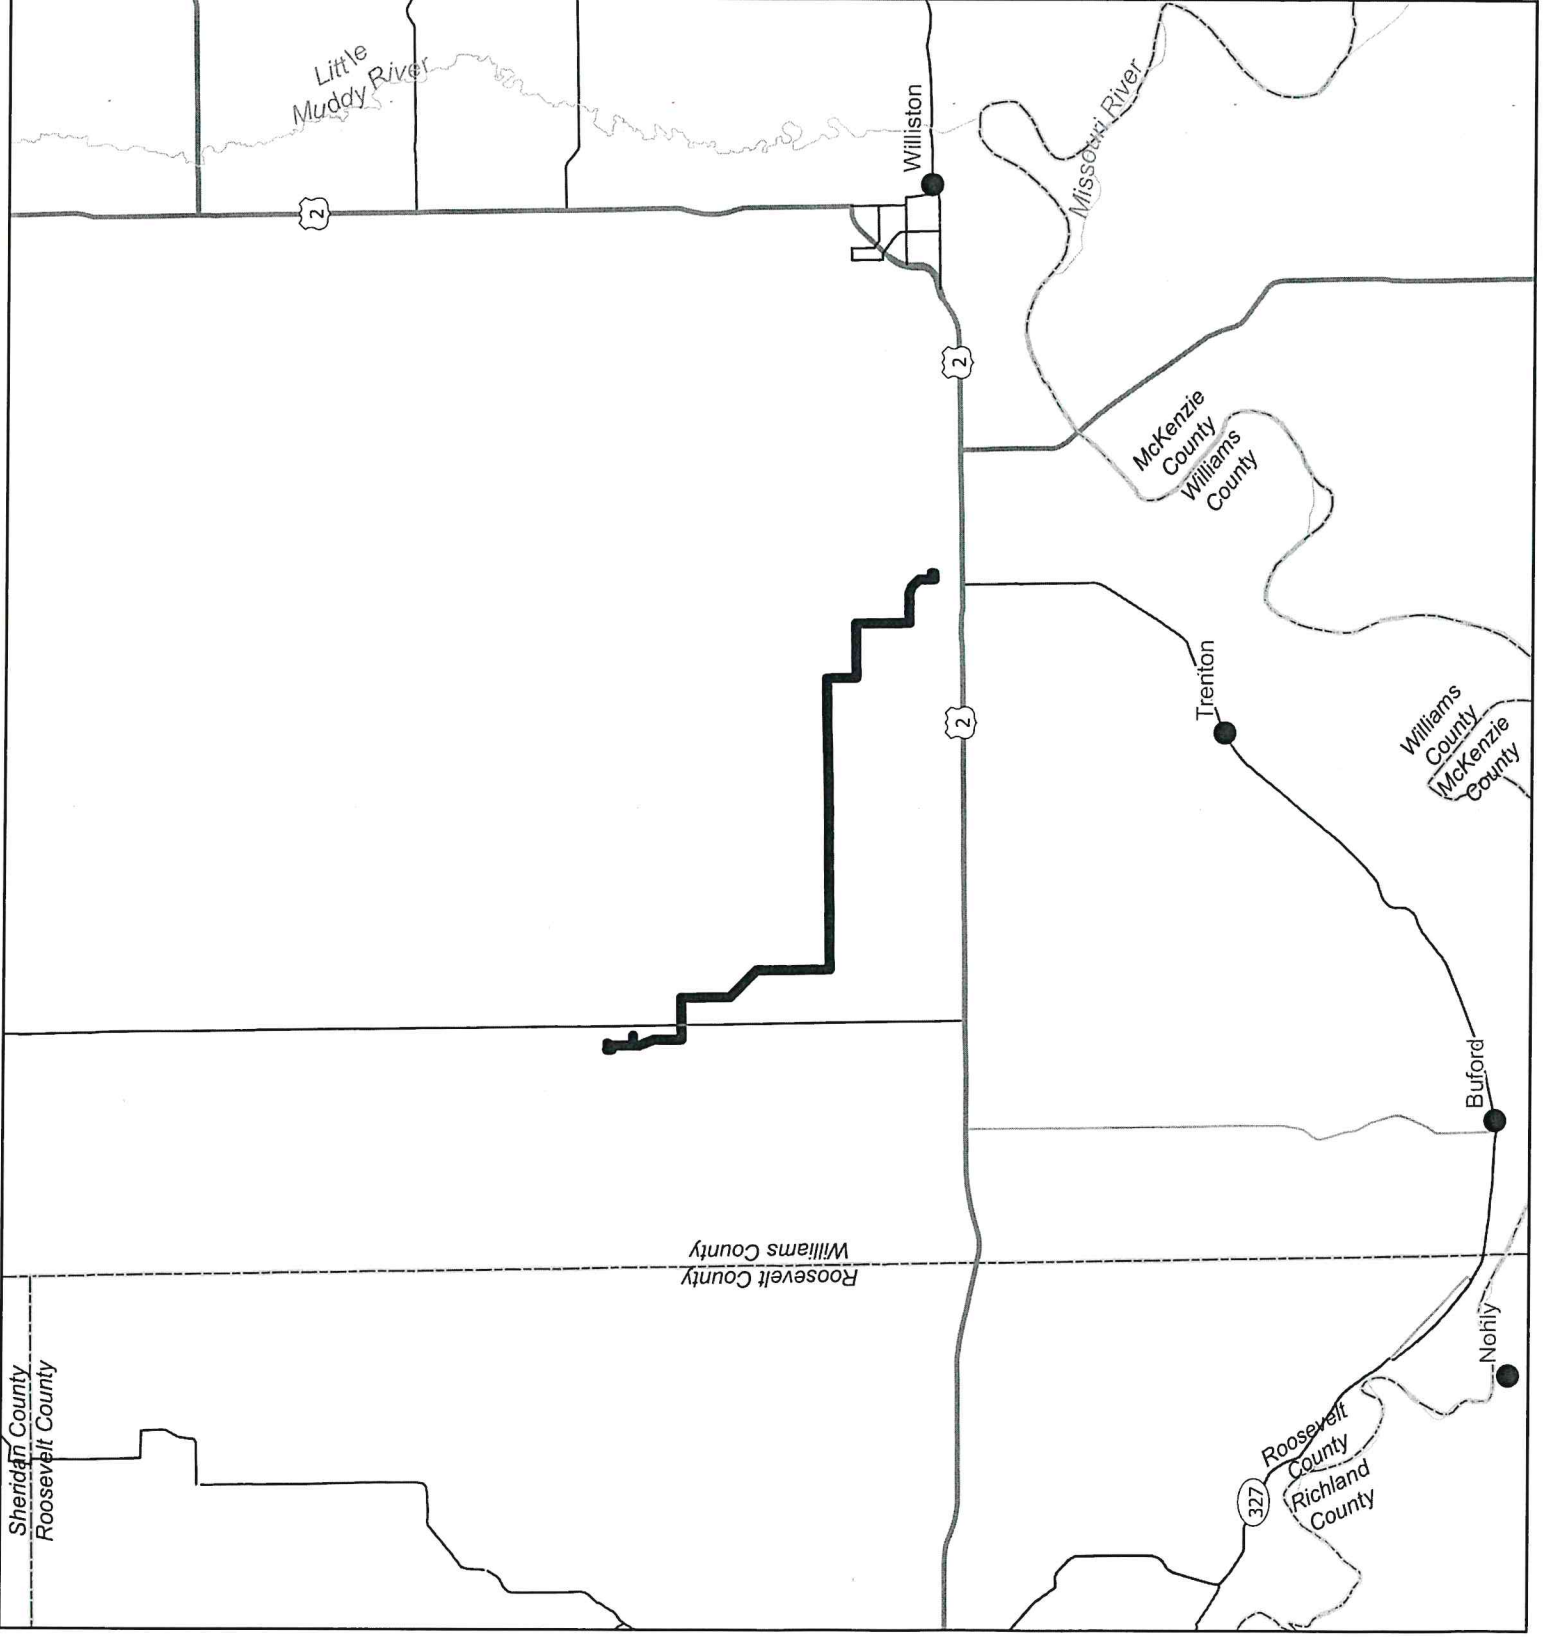 Little
Muddy River
2
Williston
Missouri River
2
McKenzie
County
Williams
County
2
Trenton
Williams
County
McKenzie
County
Buford
Williams County
Roosevelt County
Sheridan County
Roosevelt County
Nohly
Roosevelt
County
Richland
County
327